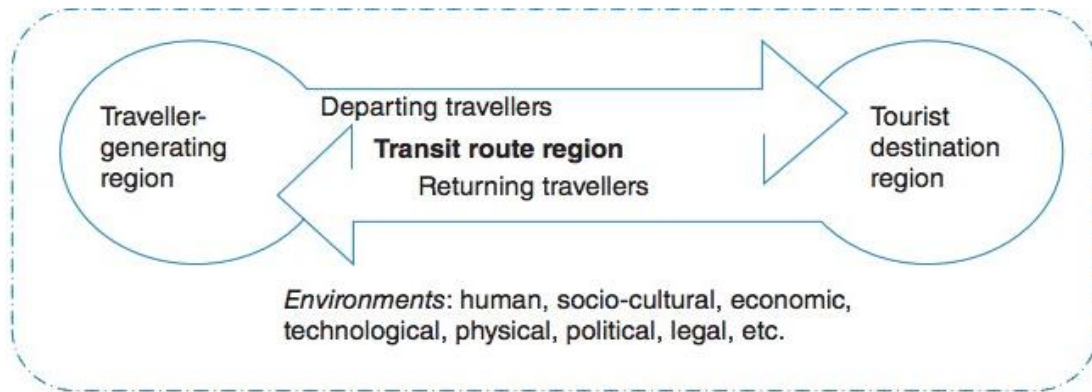 Traveller-
generating
region
Departing travellers
Transit route region
Returning travellers
Tourist
destination
region
Environments: human, socio-cultural, economic,
technological, physical, political, legal, etc.